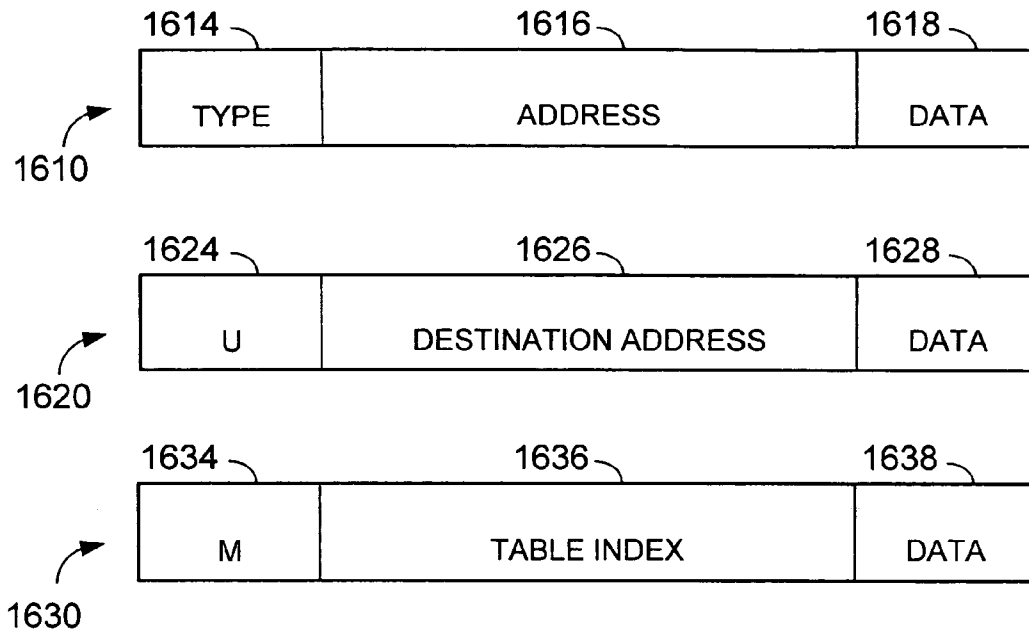 1614 1616 1618
TYPE ADDRESS DATA
1610
1624 1626 1628
U DESTINATION ADDRESS DATA
1620
1634 1636 1638
M TABLE INDEX DATA
1630